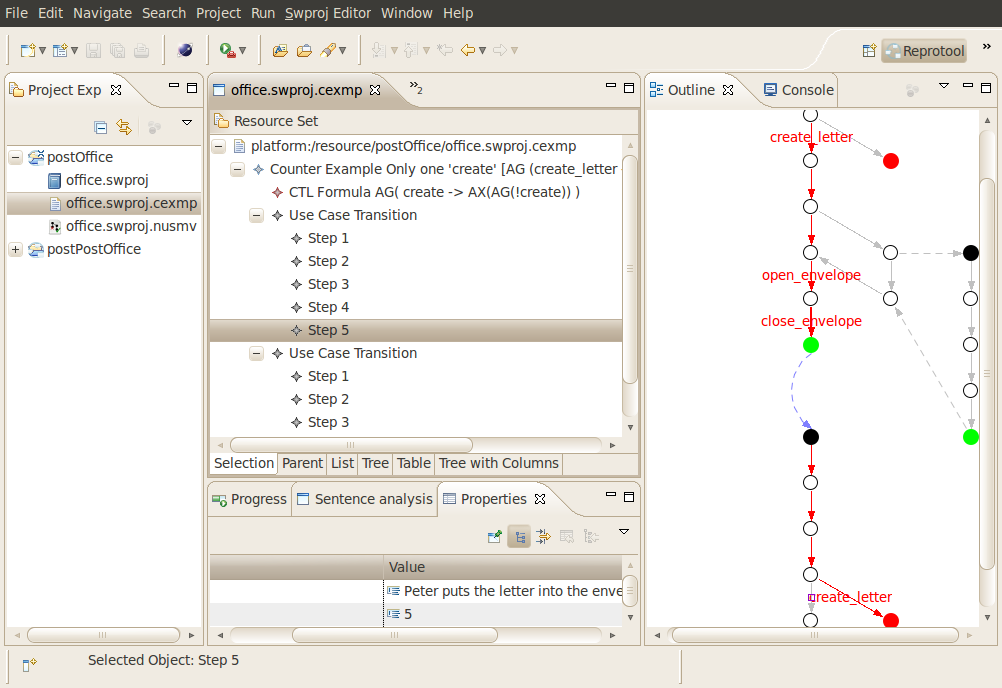 File Edit Navigate Search Project Run Swproj Editor Window Help
Reprotool »
Project Exp
postOffice
office.swproj
office.swproj.cexmp
office.swproj.nusmv
postPostOffice
office.swproj.cexmp »2
Resource Set
platform:/resource/postOffice/office.swproj.cexmp
Counter Example Only one 'create' [AG (create_letter
CTL Formula AG( create -> AX(AG(!create)) )
Use Case Transition
Step 1
Step 2
Step 3
Step 4
Step 5
Use Case Transition
Step 1
Step 2
Step 3
Selection Parent List Tree Table Tree with Columns
Progress Sentence analysis Properties
Value
Peter puts the letter into the enve
5
Outline Console
create_letter
open_envelope
close_envelope
create_letter
Selected Object: Step 5